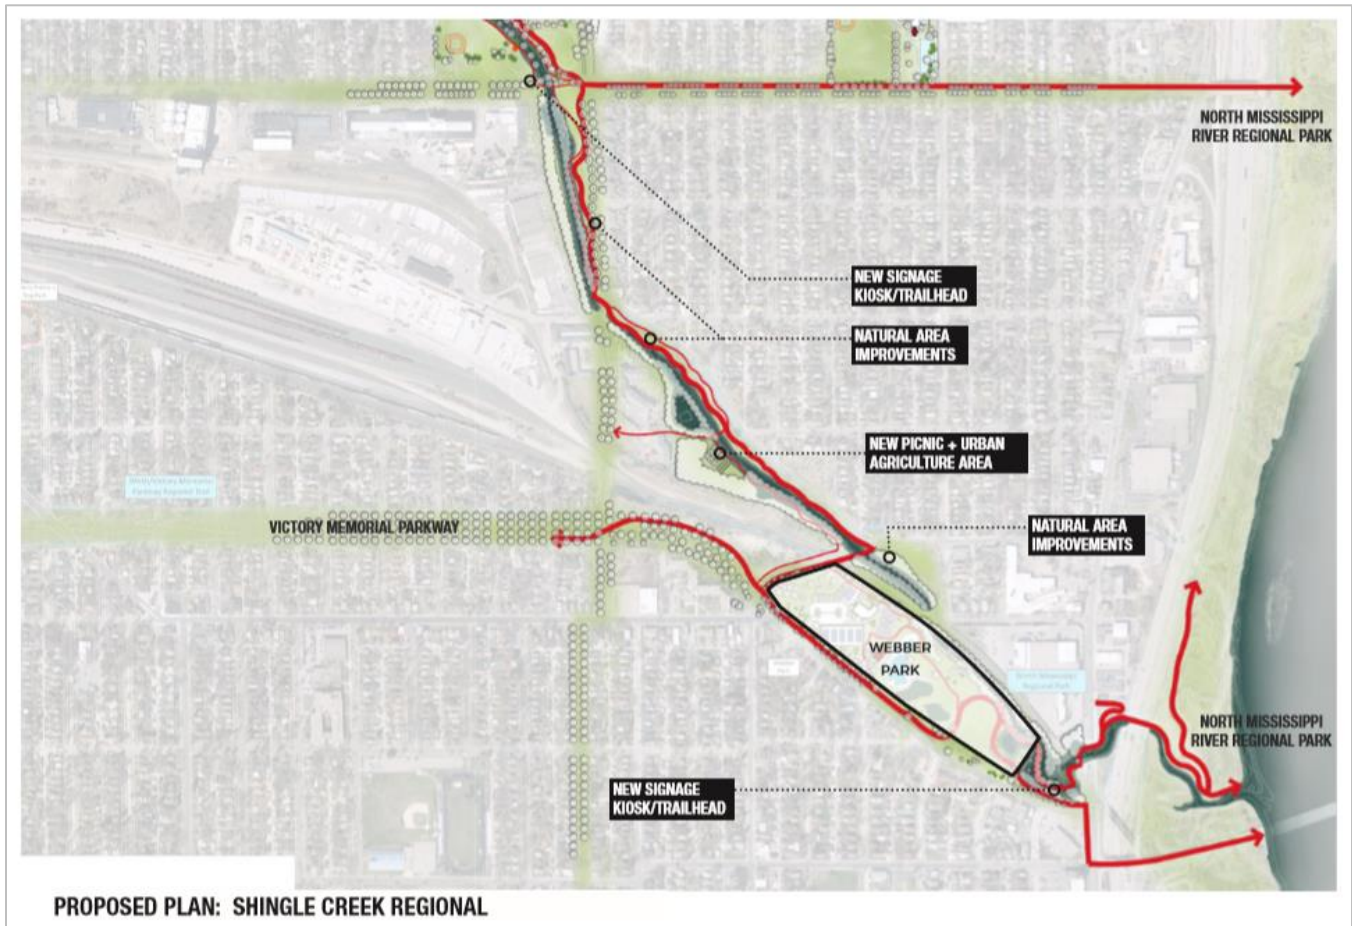 NORTH MISSISSIPPI
RIVER REGIONAL PARK
NEW SIGNAGE
KIOSK/TRAILHEAD
NATURAL AREA
IMPROVEMENTS
NEW PICNIC + URBAN
AGRICULTURE AREA
VICTORY MEMORIAL PARKWAY
NATURAL AREA
IMPROVEMENTS
WEBBER
PARK
NORTH MISSISSIPPI
RIVER REGIONAL PARK
NEW SIGNAGE
KIOSK/TRAILHEAD
PROPOSED PLAN: SHINGLE CREEK REGIONAL